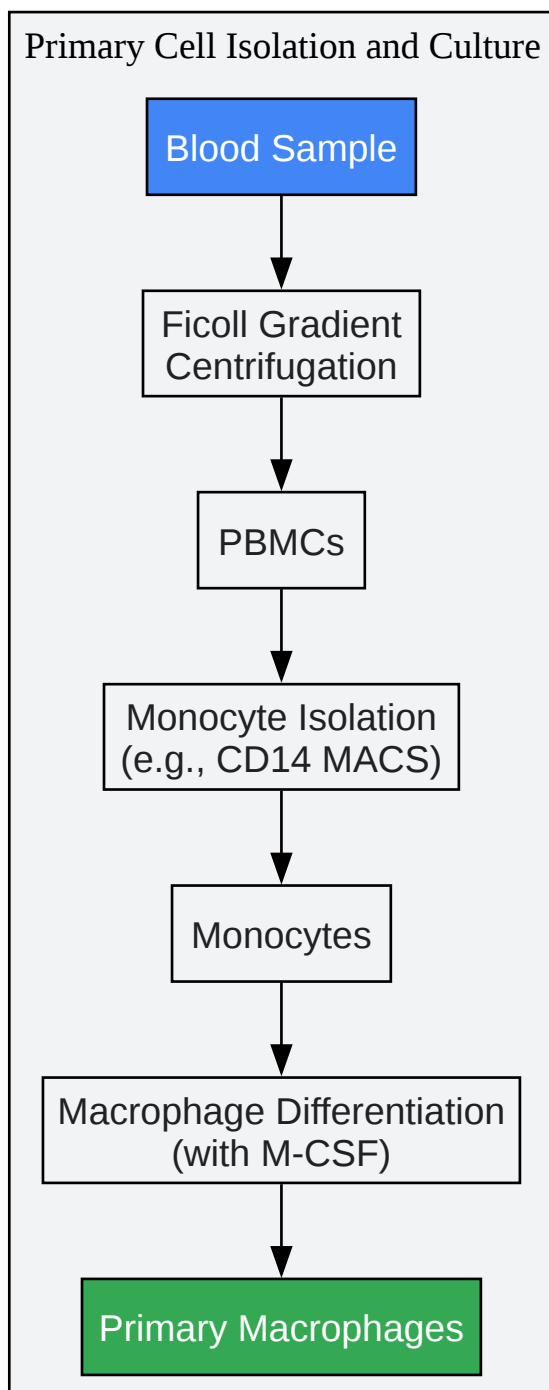 Primary Cell Isolation and Culture
Blood Sample
Ficoll Gradient
Centrifugation
PBMCs
Monocyte Isolation
(e.g., CD14 MACS)
Monocytes
Macrophage Differentiation
(with M-CSF)
Primary Macrophages